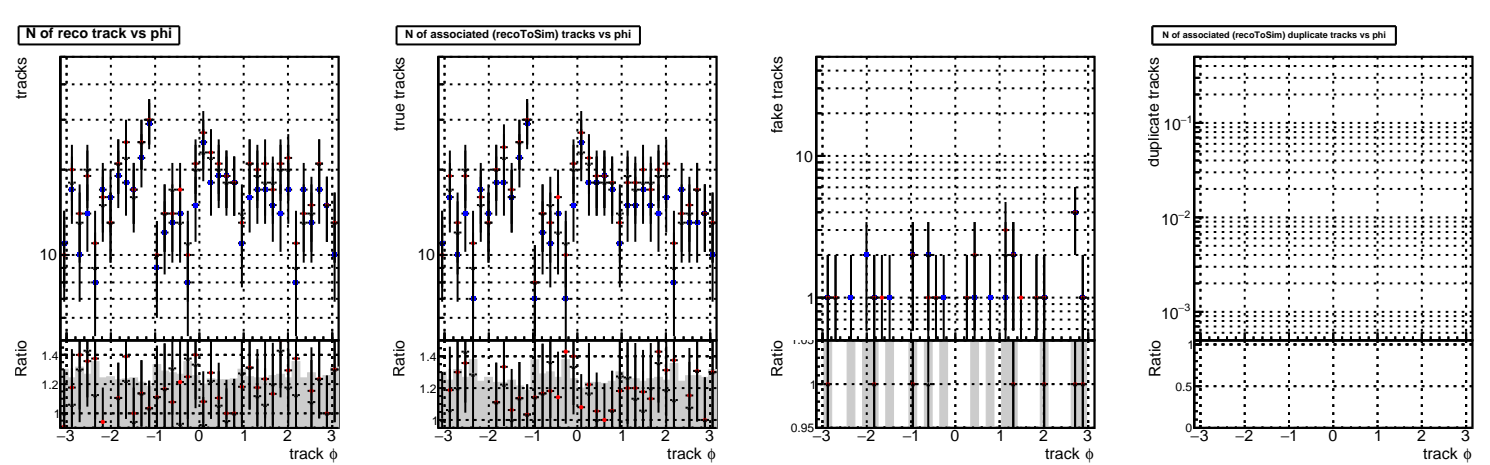 N of reco track vs phi
tracks
10
Ratio
1.4
1.2
1
−3 −2 −1 0 1 2 3
track ϕ
N of associated (recoToSim) tracks vs phi
true tracks
10
Ratio
1.4
1.2
1
−3 −2 −1 0 1 2 3
track ϕ
fake tracks
10
1
Ratio
1.05
1
0.95
−3 −2 −1 0 1 2 3
track ϕ
N of associated (recoToSim) duplicate tracks vs phi
duplicate tracks
10−1
10−2
10−3
Ratio
1
0.5
0
−3 −2 −1 0 1 2 3
track ϕ